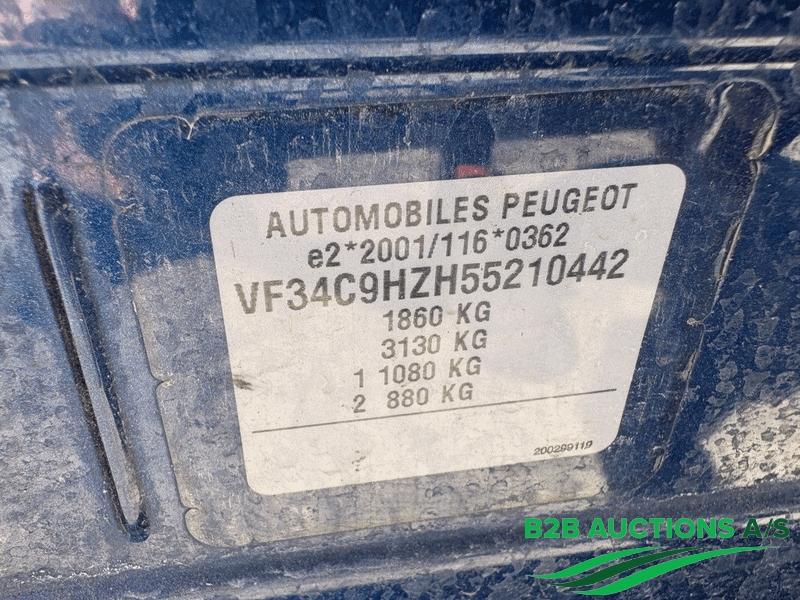 AUTOMOBILES PEUGEOT
e2*2001/116*0362
VF34C9HZH55210442
1860 KG
3130 KG
1 1080 KG
2 880 KG
200299119
B2B AUCTIONS A/S